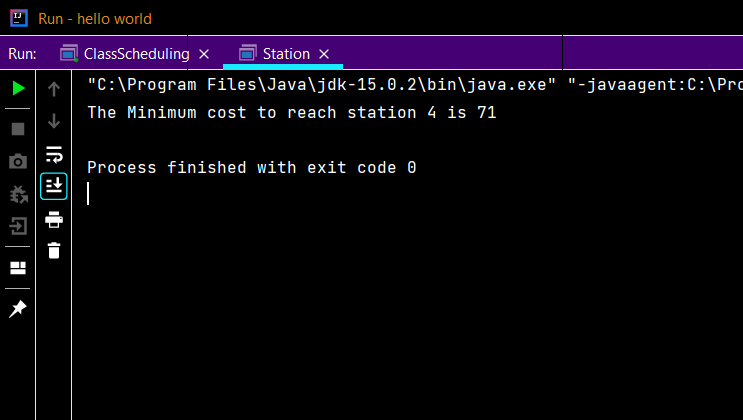 Run - hello world
Run: ClassScheduling Station
"C:\Program Files\Java\jdk-15.0.2\bin\java.exe" "-javaagent:C:\Pro
The Minimum cost to reach station 4 is 71
Process finished with exit code 0